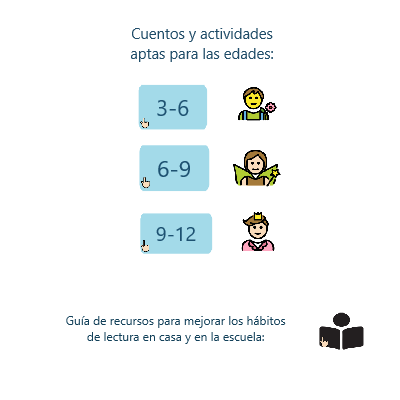 Cuentos y actividades
aptas para las edades:
3-6
6-9
9-12
Guía de recursos para mejorar los hábitos
de lectura en casa y en la escuela: